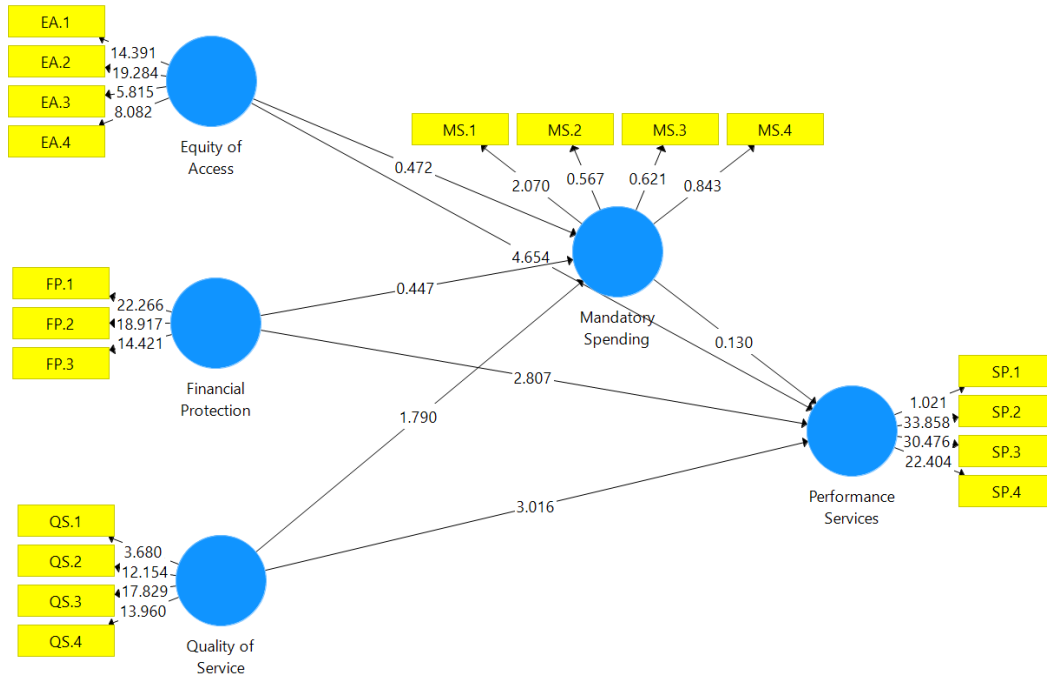 EA.1
14.391
EA.2
19.284
EA.3
5.815
8.082
EA.4
Equity of
Access
MS.1
MS.2
MS.3
MS.4
2.070
0.567
0.621
0.843
0.472
4.654
Mandatory
Spending
FP.1
22.266
FP.2
18.917
14.421
FP.3
Financial
Protection
0.447
0.130
2.807
1.790
SP.1
1.021
SP.2
33.858
30.476
SP.3
22.404
SP.4
Performance
Services
3.016
QS.1
3.680
QS.2
12.154
17.829
QS.3
13.960
QS.4
Quality of
Service